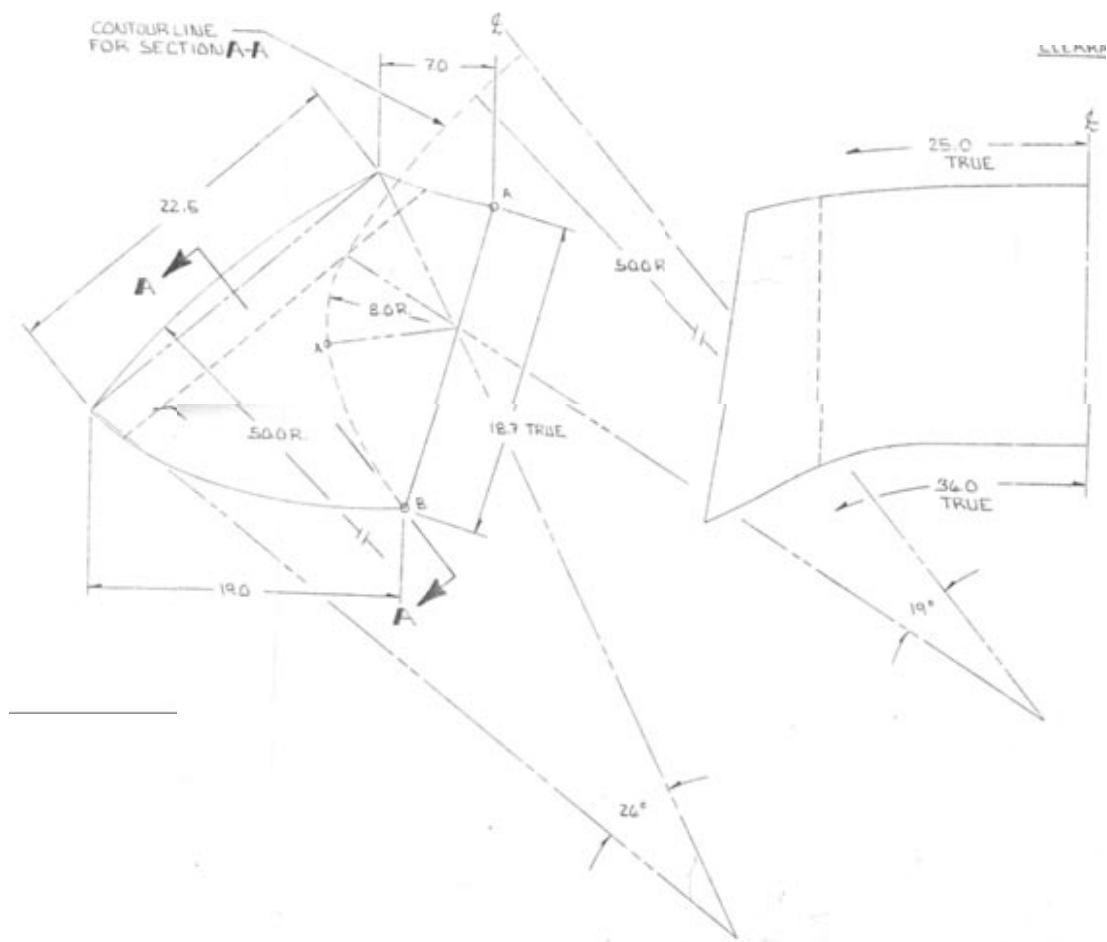 CONTOUR LINE
FOR SECTION A-A
7.0
℄
℄
25.0
TRUE
22.5
A
A
50.0R
8.0R
A
50.0R.
18.7 TRUE
B
36.0
TRUE
19.0
A
19°
26°